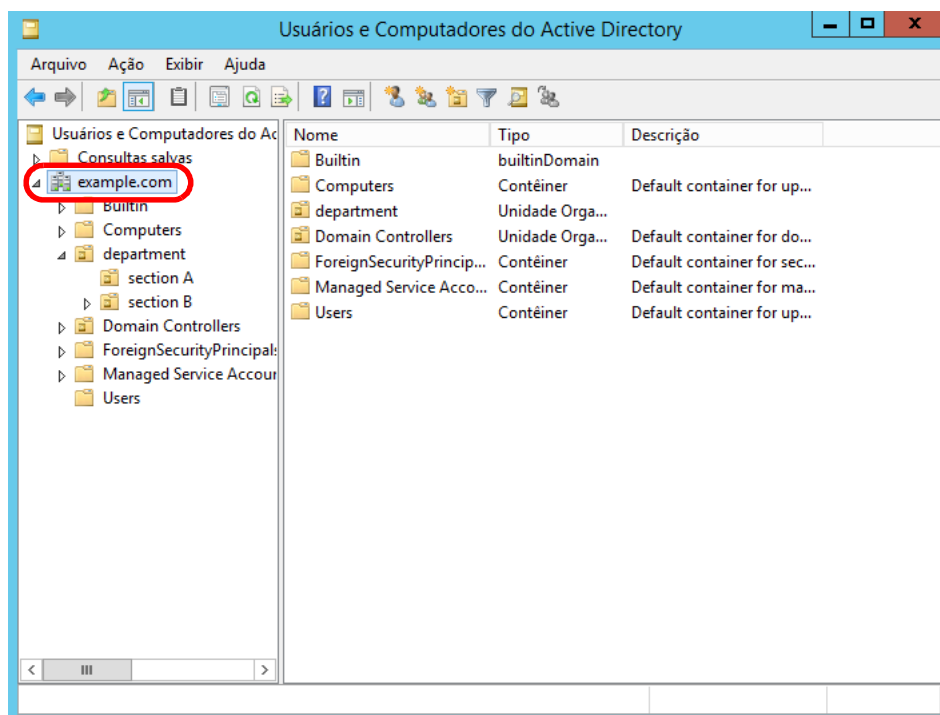 Usuários e Computadores do Active Directory
Arquivo Ação Exibir Ajuda
Usuários e Computadores do Ac
Consultas salvas
example.com
Builtin
Computers
department
section A
section B
Domain Controllers
ForeignSecurityPrincipals
Managed Service Accour
Users
Nome Tipo Descrição
Builtin builtinDomain
Computers Contêiner Default container for up...
department Unidade Orga...
Domain Controllers Unidade Orga... Default container for do...
ForeignSecurityPrincip... Contêiner Default container for sec...
Managed Service Acco... Contêiner Default container for ma...
Users Contêiner Default container for up...